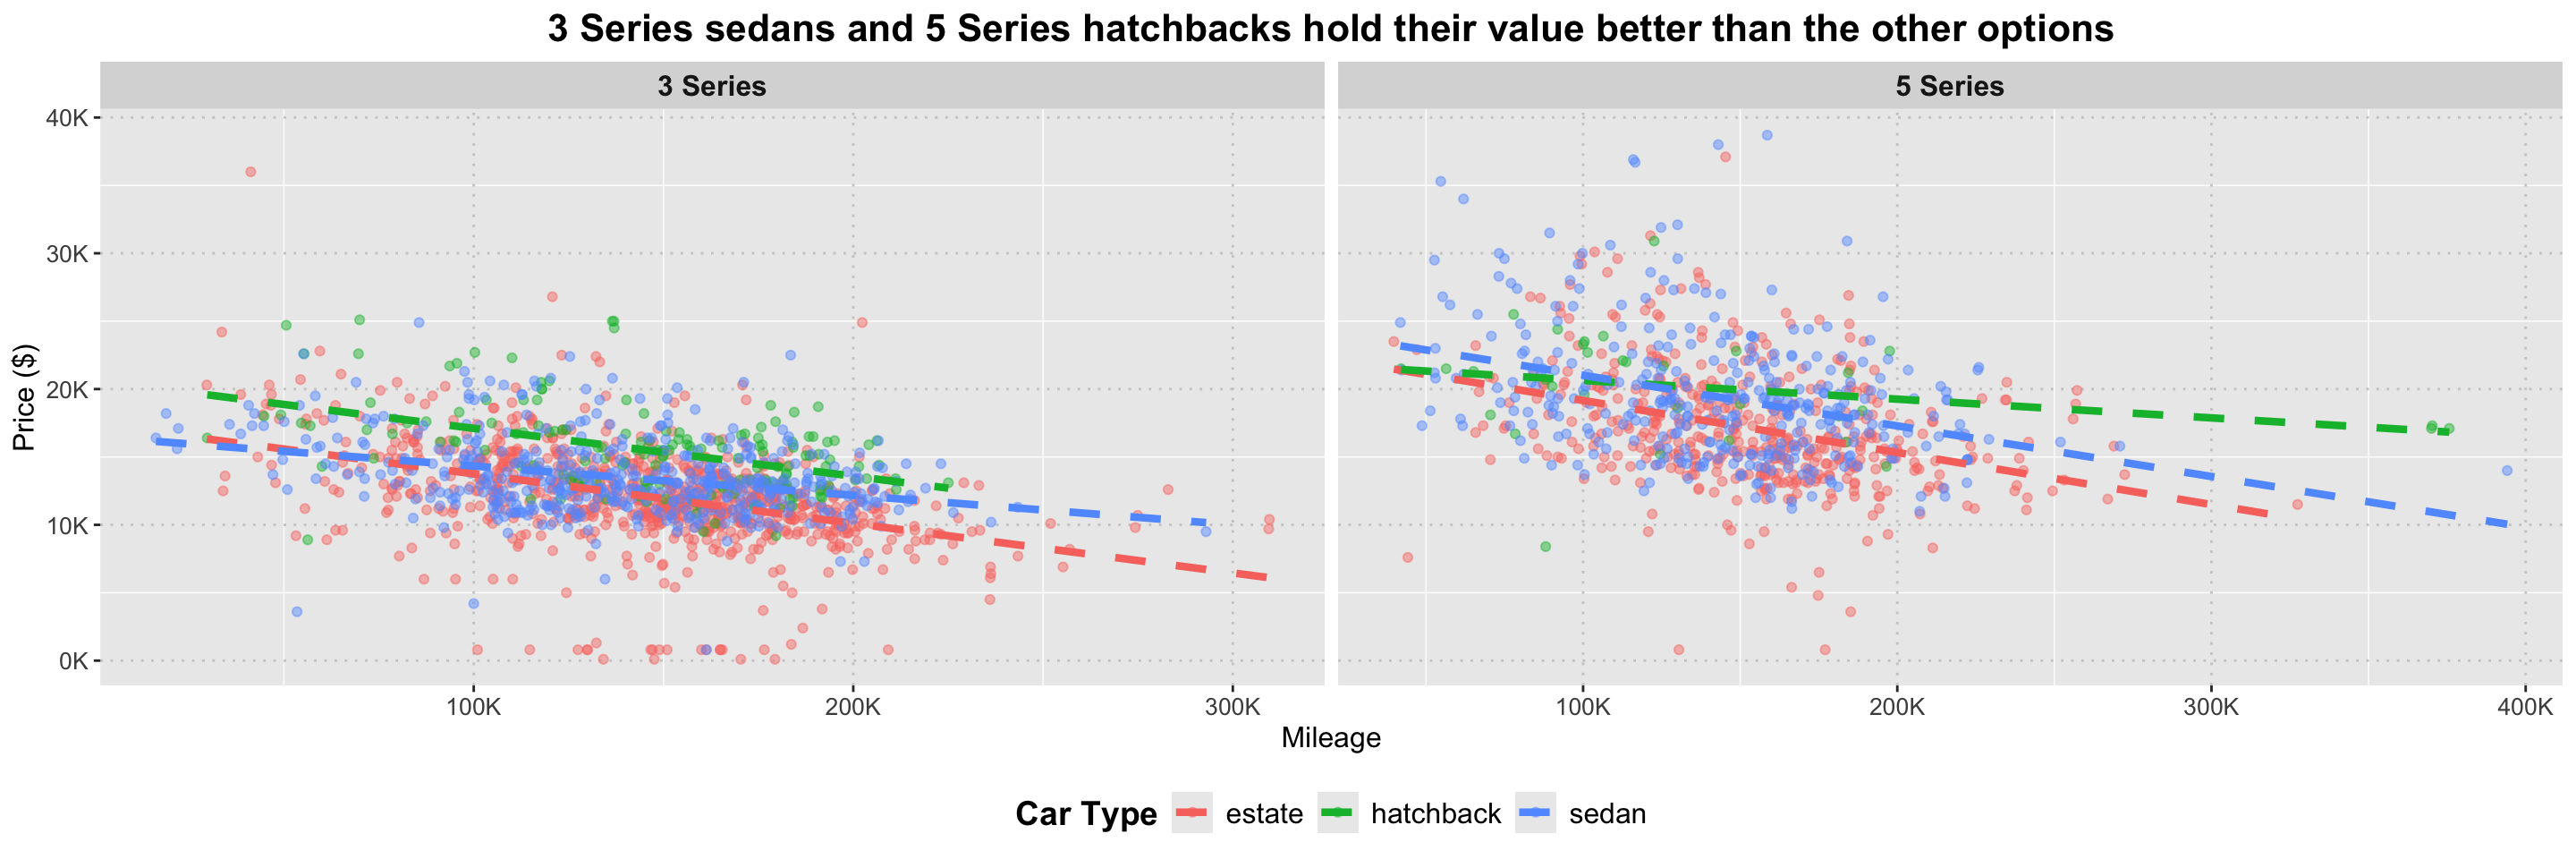 3 Series sedans and 5 Series hatchbacks hold their value better than the other options
3 Series
5 Series
Price ($)
40K
30K
20K
10K
0K
100K
200K
300K
100K
200K
300K
400K
Mileage
Car Type estate hatchback sedan